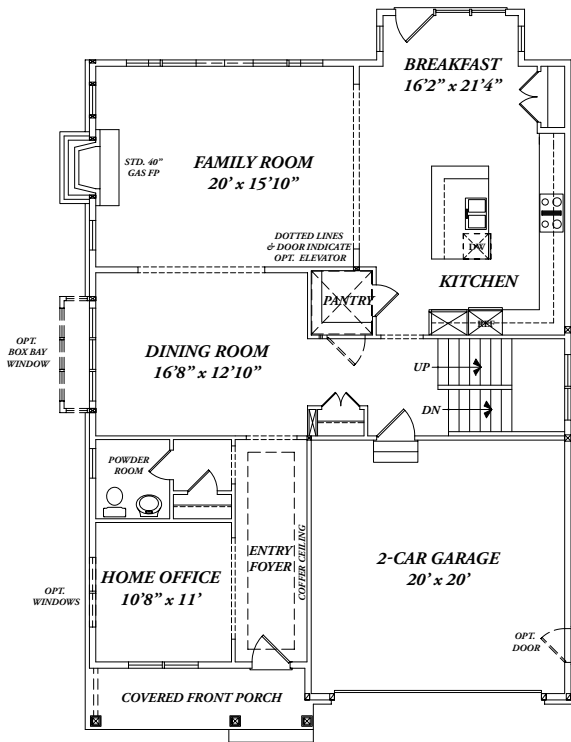 BREAKFAST
16'2” x 21'4”
STD. 40”
GAS FP
FAMILY ROOM
20' x 15'10”
DOTTED LINES
& DOOR INDICATE
OPT. ELEVATOR
DW
KITCHEN
PANTRY
REF
OPT.
BOX BAY
WINDOW
DINING ROOM
16'8” x 12'10”
UP
DN
POWDER
ROOM
ENTRY
FOYER
COFFER CEILING
2-CAR GARAGE
20' x 20'
HOME OFFICE
10'8” x 11'
OPT.
WINDOWS
OPT.
DOOR
COVERED FRONT PORCH